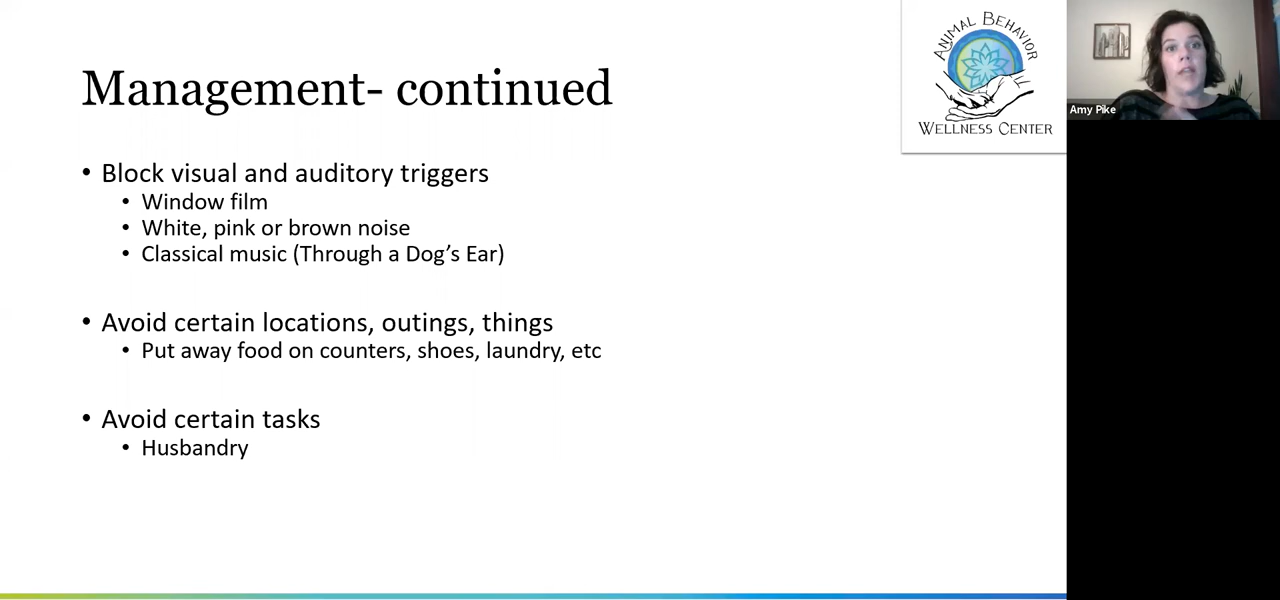 Management- continued
• Block visual and auditory triggers
• Window film
• White, pink or brown noise
• Classical music (Through a Dog's Ear)
• Avoid certain locations, outings, things
• Put away food on counters, shoes, laundry, etc
• Avoid certain tasks
• Husbandry
ANIMAL BEHAVIOR
WELLNESS CENTER
Amy Pike